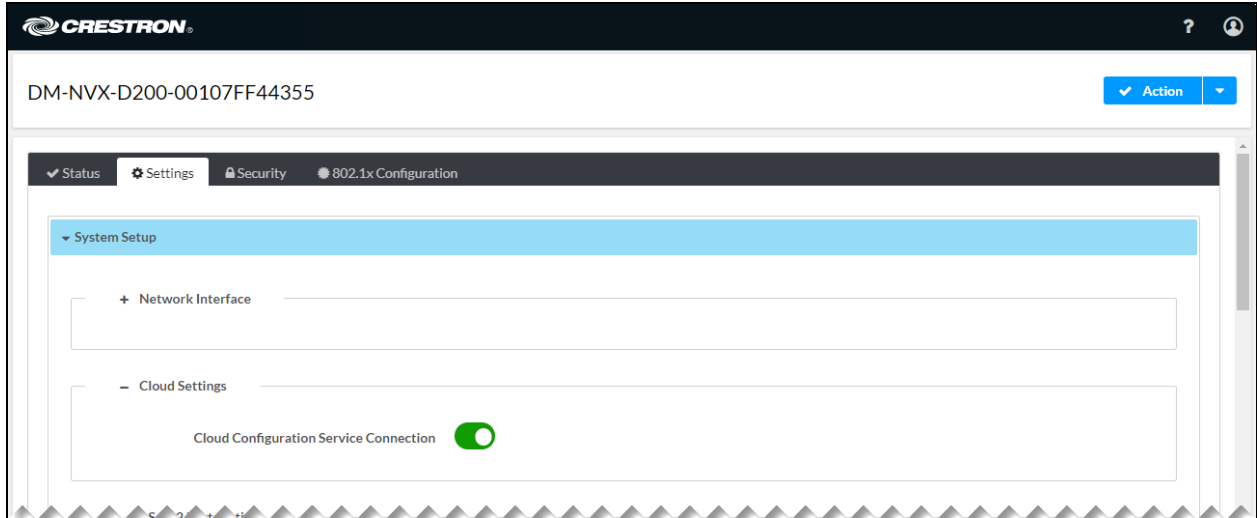 CRESTRON®
?
DM-NVX-D200-00107FF44355
Action
Status Settings Security 802.1x Configuration
System Setup
+ Network Interface
– Cloud Settings
Cloud Configuration Service Connection